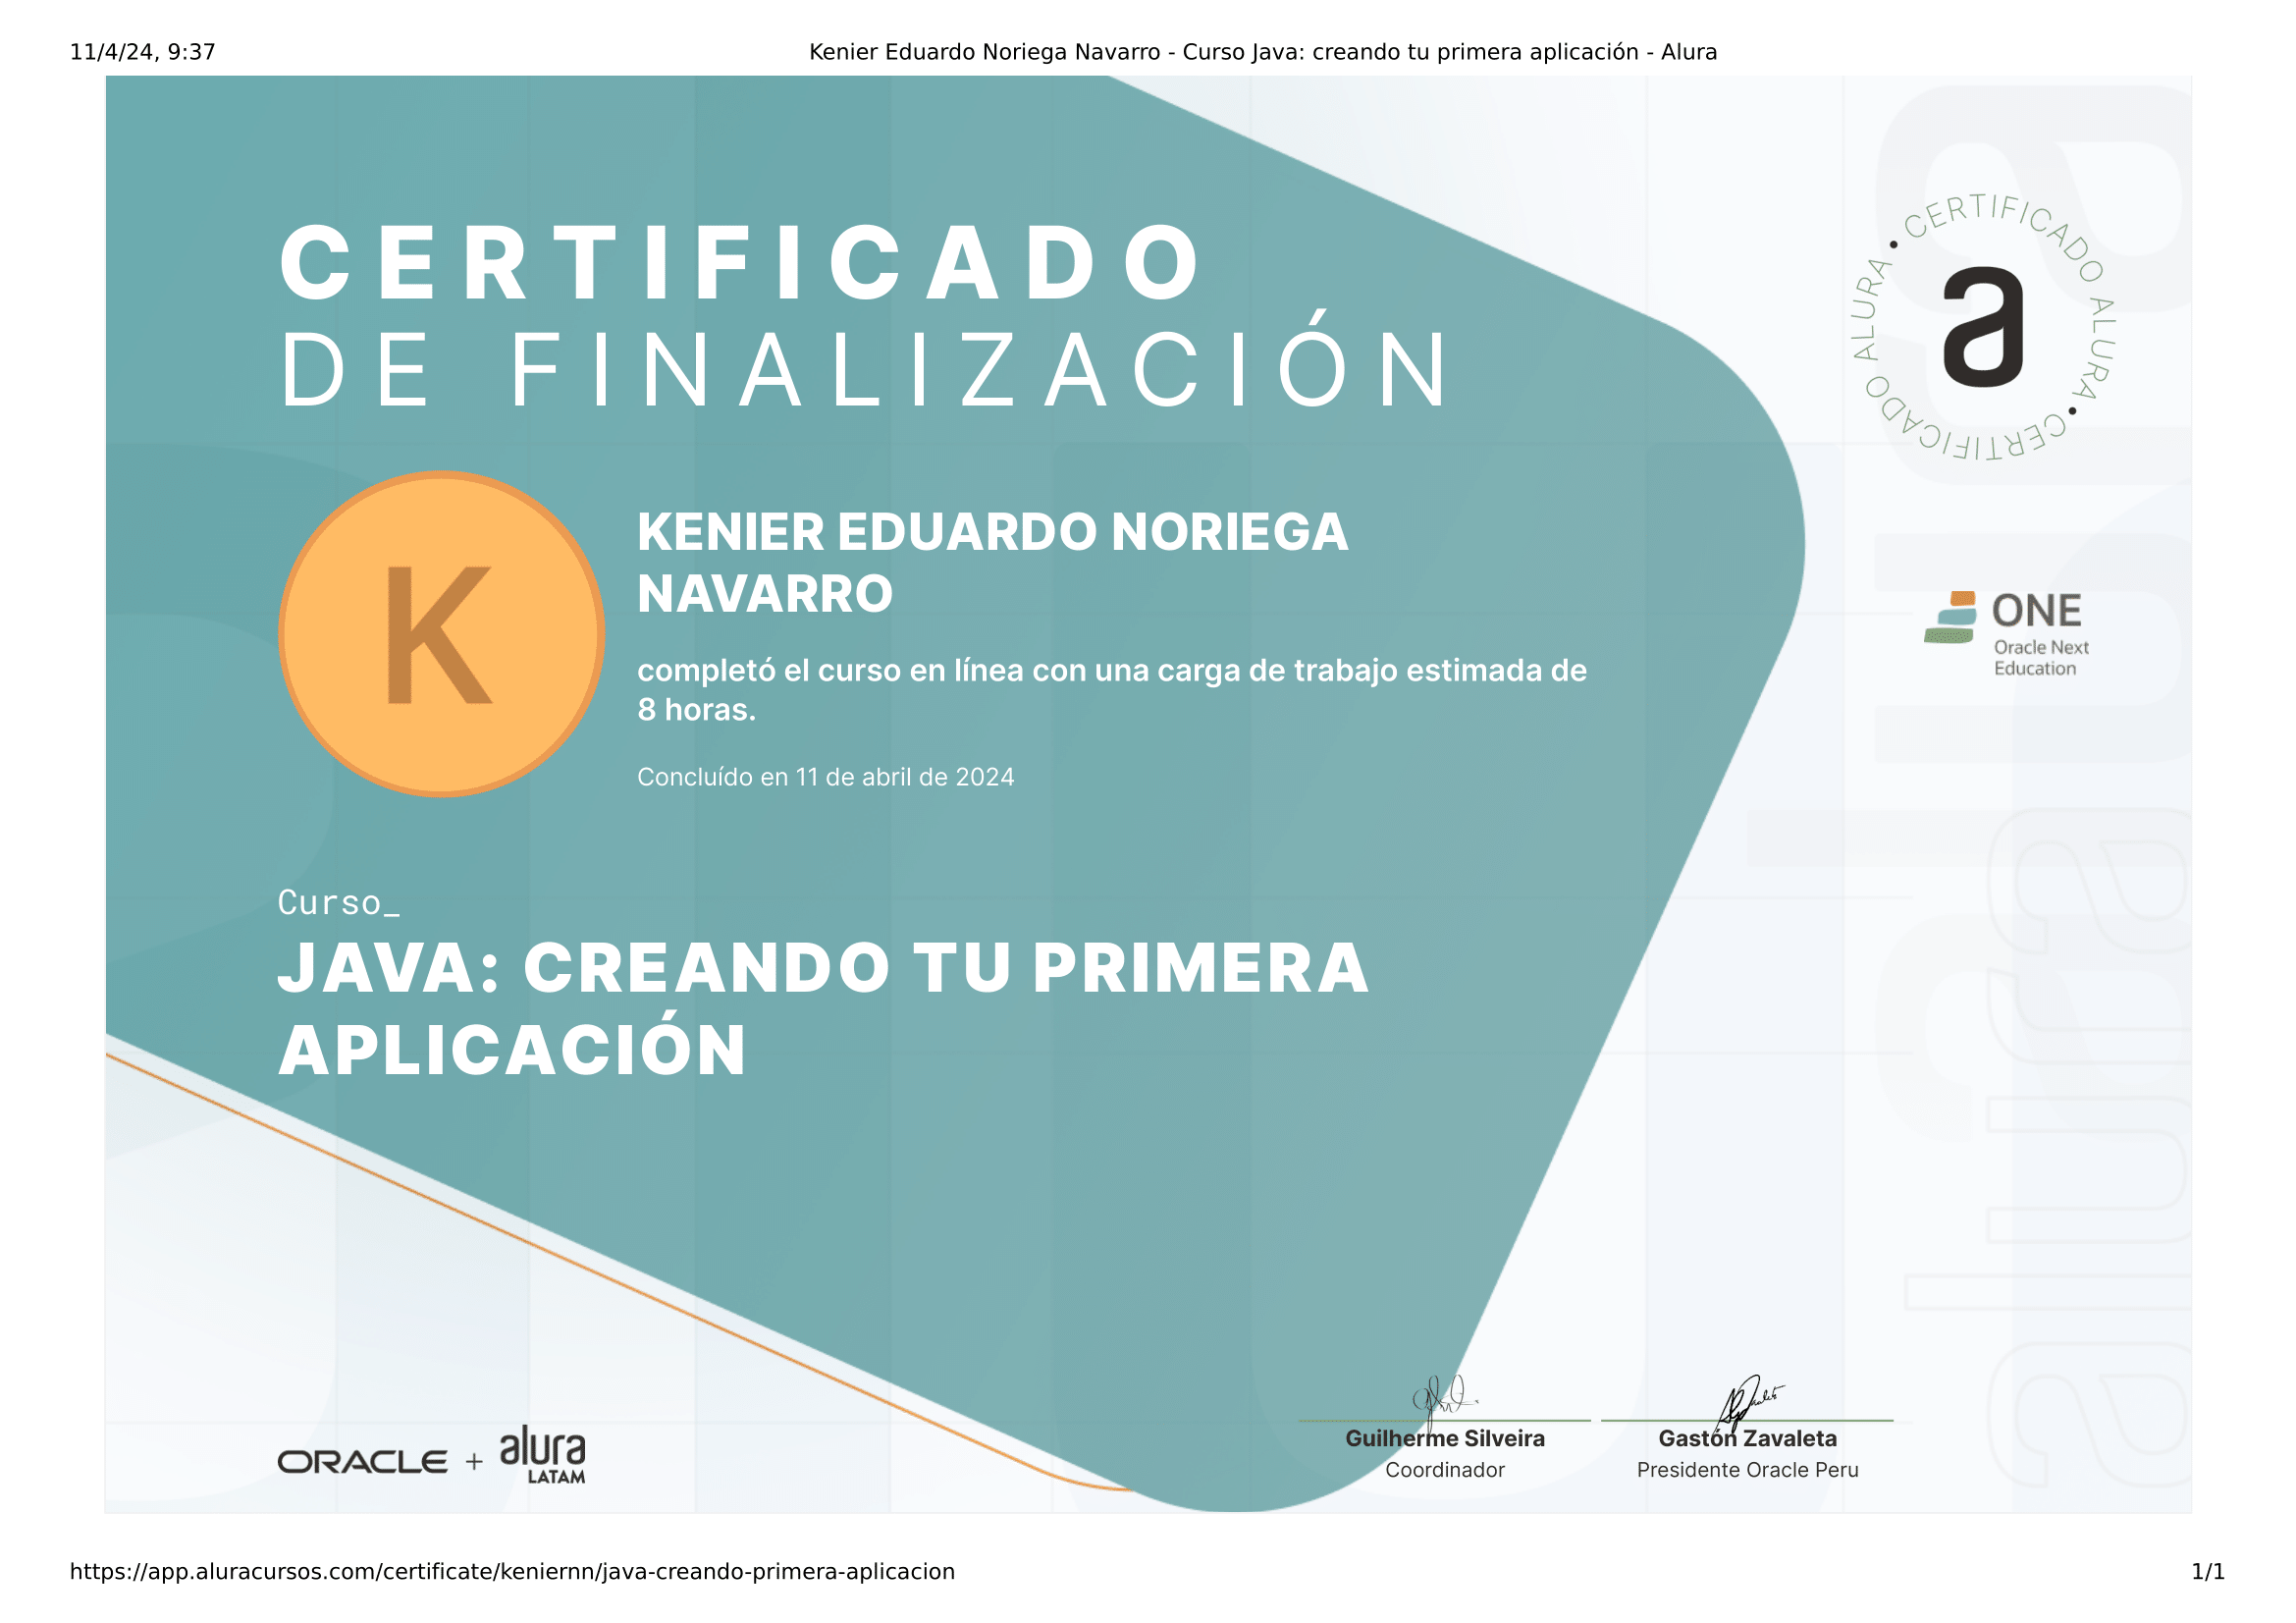 11/4/24, 9:37
Kenier Eduardo Noriega Navarro - Curso Java: creando tu primera aplicación - Alura
CERTIFICADO
DE FINALIZACIÓN
• CERTIFICADO ALURA • CERTIFICADO ALURA
a
K
KENIER EDUARDO NORIEGA
NAVARRO
completó el curso en línea con una carga de trabajo estimada de
8 horas.
Concluído en 11 de abril de 2024
ONE
Oracle Next
Education
Curso_
JAVA: CREANDO TU PRIMERA
APLICACIÓN
alura
alura
ORACLE + alura
LATAM
Guilherme Silveira
Coordinador
Gastón Zavaleta
Presidente Oracle Peru
https://app.aluracursos.com/certificate/keniernn/java-creando-primera-aplicacion
1/1